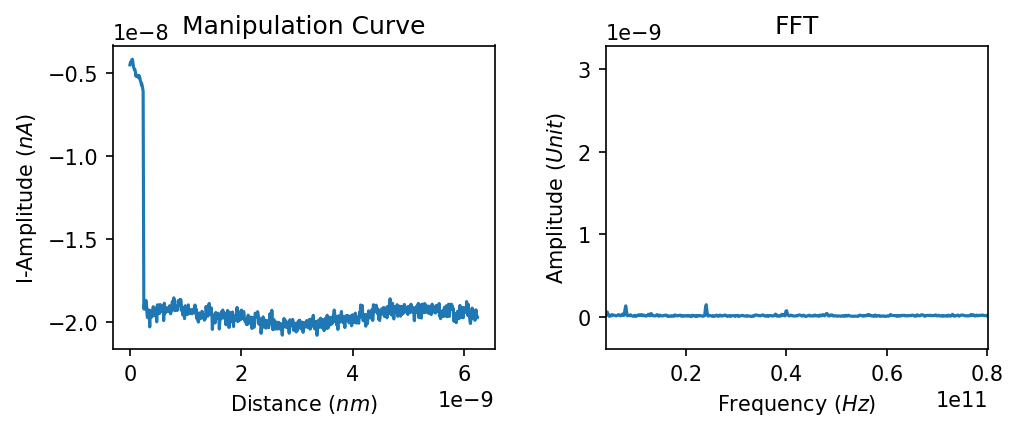 Manipulation Curve
1e−8
−0.5
−1.0
−1.5
−2.0
I-Amplitude (nA)
0 2 4 6
1e−9
Distance (nm)
FFT
1e−9
3
2
1
0
Amplitude (Unit)
0.2 0.4 0.6 0.8
1e11
Frequency (Hz)